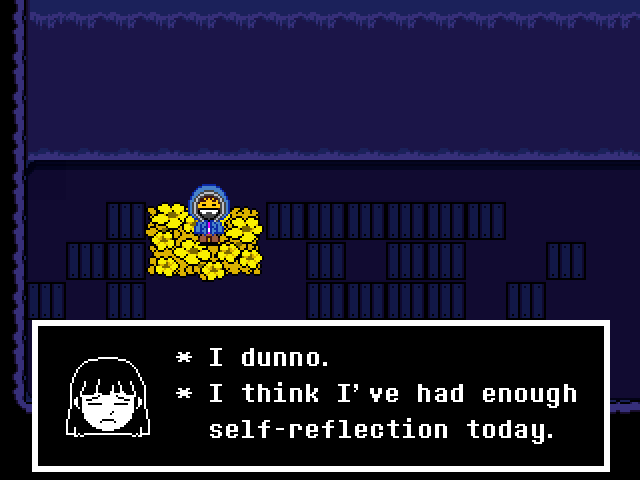 * I dunno.
* I think I've had enough
self-reflection today.